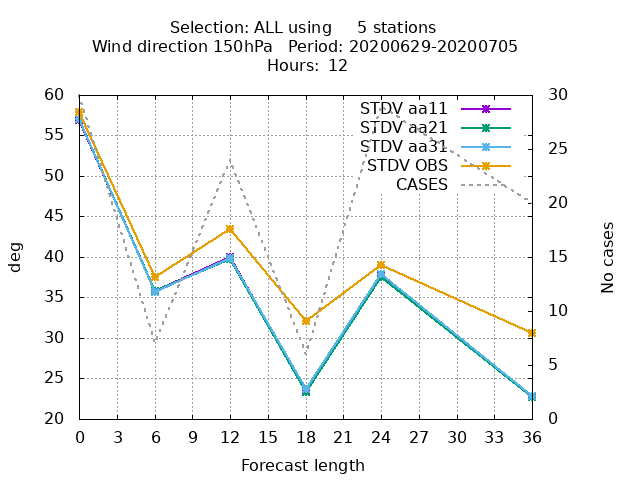 Selection: ALL using     5 stations
Wind direction 150hPa   Period: 20200629-20200705
Hours: 12
60
55
50
45
40
35
30
25
20
deg
30
25
20
15
10
5
0
No cases
STDV aa11
STDV aa21
STDV aa31
STDV OBS
CASES
0 3 6 9 12 15 18 21 24 27 30 33 36
Forecast length